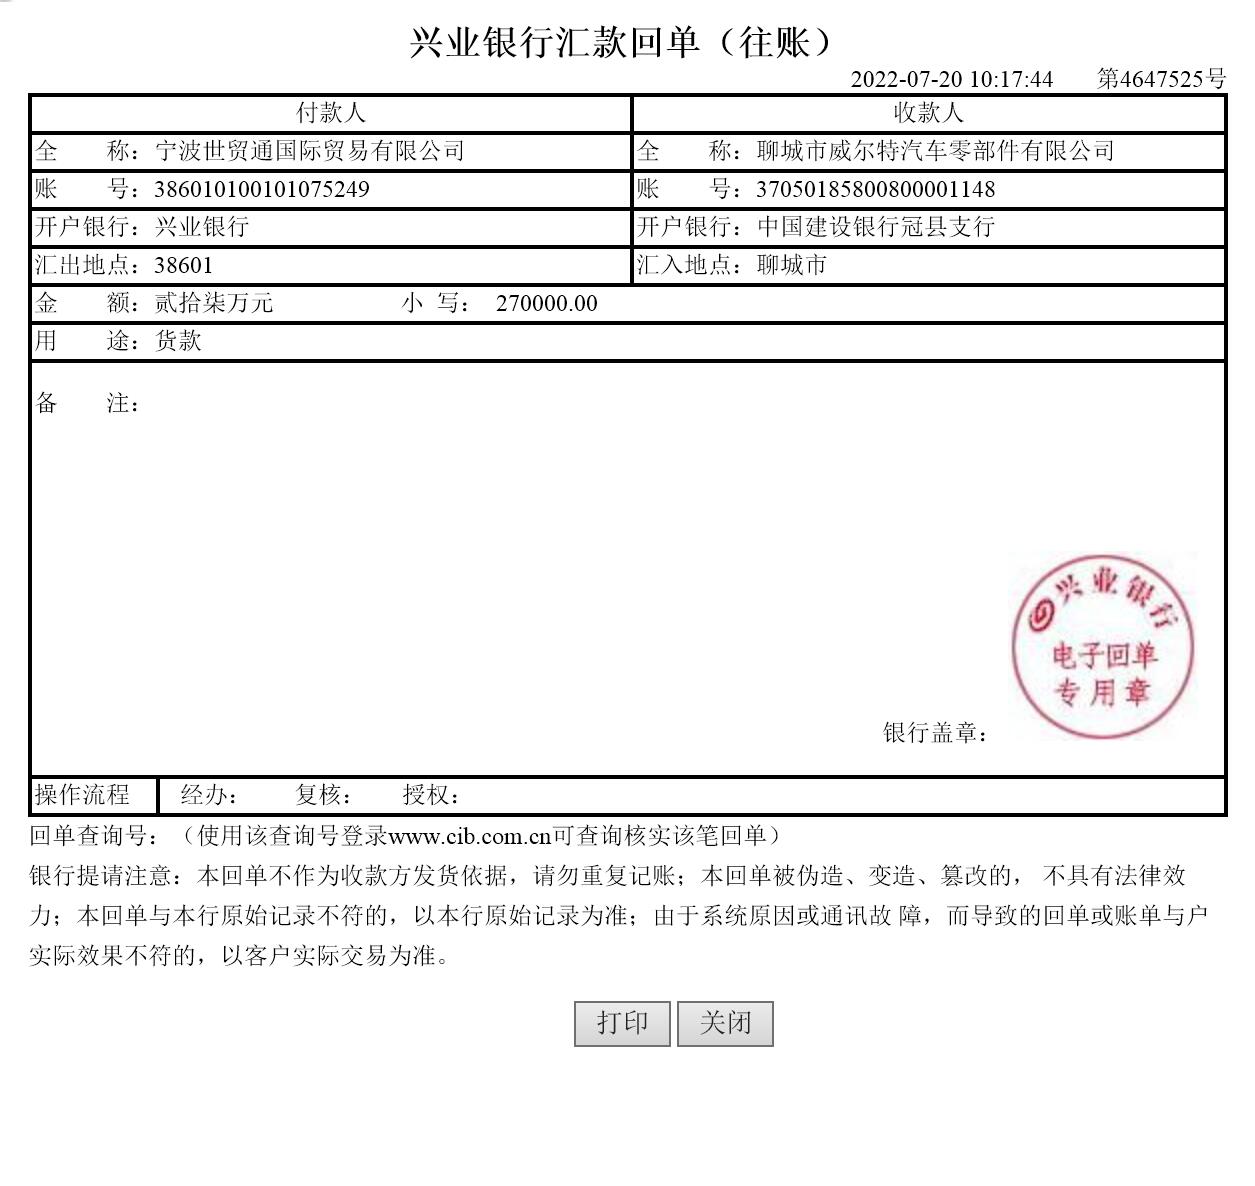 兴业银行汇款回单（往账）
2022-07-20 10:17:44 第4647525号
付款人 收款人
全 称：宁波世贸通国际贸易有限公司 全 称：聊城市威尔特汽车零部件有限公司
账 号：386010100101075249 账 号：37050185800800001148
开户银行：兴业银行 开户银行：中国建设银行冠县支行
汇出地点：38601 汇入地点：聊城市
金 额：贰拾柒万元 小 写： 270000.00
用 途：货款
备 注：
兴业银行
电子回单
专用章
银行盖章：
操作流程 经办： 复核： 授权：
回单查询号：（使用该查询号登录www.cib.com.cn可查询核实该笔回单）
银行提请注意：本回单不作为收款方发货依据，请勿重复记账；本回单被伪造、变造、篡改的， 不具有法律效
力；本回单与本行原始记录不符的，以本行原始记录为准；由于系统原因或通讯故 障，而导致的回单或账单与户
实际效果不符的，以客户实际交易为准。
打印 关闭